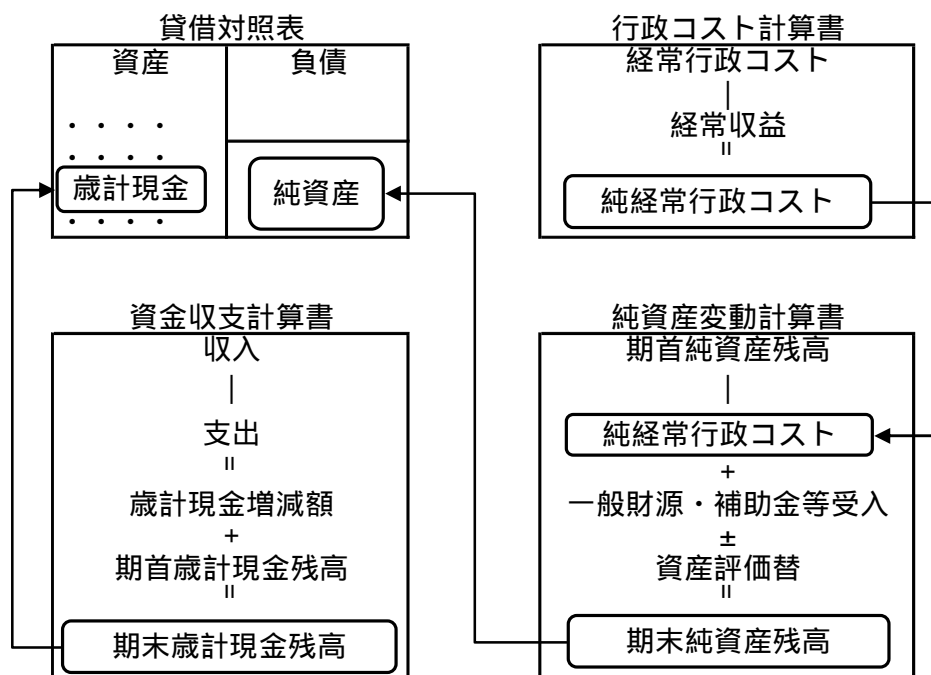 貸借対照表
資産
負債
・・・・
・・・・
歳計現金
・・・・
純資産
行政コスト計算書
経常行政コスト
|
経常収益
=
純経常行政コスト
資金収支計算書
収入
|
支出
=
歳計現金増減額
+
期首歳計現金残高
=
期末歳計現金残高
純資産変動計算書
期首純資産残高
|
純経常行政コスト
+
一般財源・補助金等受入
±
資産評価替
=
期末純資産残高